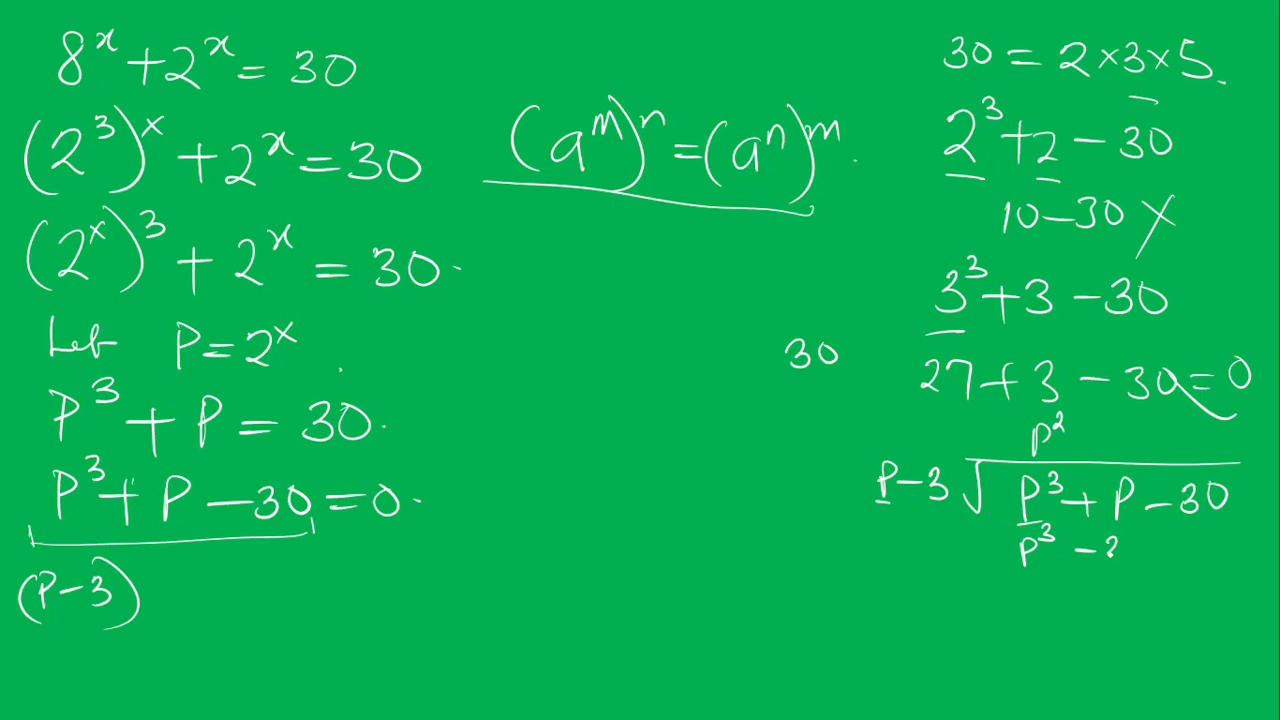 8^x + 2^x = 30
(2^3)^x + 2^x = 30
(2^x)^3 + 2^x = 30.
Let P = 2^x.
P^3 + P = 30.
P^3 + P - 30 = 0.
(P - 3)
(a^m)^n = (a^n)^m.
30
30 = 2 × 3 × 5.
2^3 + 2 - 30
10 - 30 X
3^3 + 3 - 30
27 + 3 - 30 = 0
P^2
P - 3 √ P^3 + P - 30
P^3 -